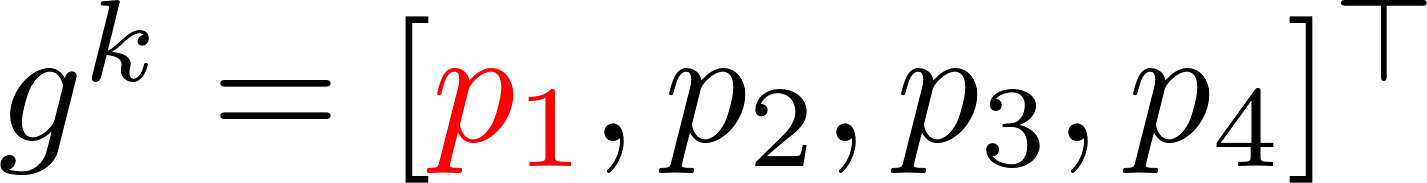 g^k = [p_1, p_2, p_3, p_4]^⊤